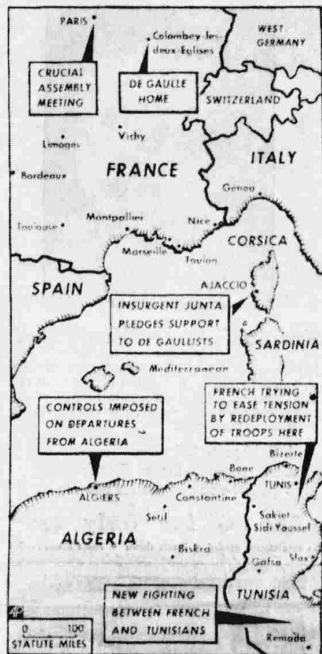 PARIS
Colombey-les-
deux-Eglises
WEST
GERMANY
CRUCIAL
ASSEMBLY
MEETING
DE GAULLE
HOME
SWITZERLAND
Limoges
Vichy
FRANCE
ITALY
Bordeaux
Genoa
Toulouse
Montpallier
Nice
Marseille
Toulon
CORSICA
SPAIN
AJACCIO
INSURGENT JUNTA
PLEDGES SUPPORT
TO DE GAULLISTS
SARDINIA
Mediterranean
CONTROLS IMPOSED
ON DEPARTURES
FROM ALGERIA
FRENCH TRYING
TO EASE TENSION
BY REDEPLOYMENT
OF TROOPS HERE
Bizerte
Bone
TUNIS
ALGIERS
Constantine
Setif
Sakiet
Sidi Youssef
ALGERIA
Biskra
Gafsa
Sfax
TUNISIA
NEW FIGHTING
BETWEEN FRENCH
AND TUNISIANS
AP
0 100
STATUTE MILES
Remada